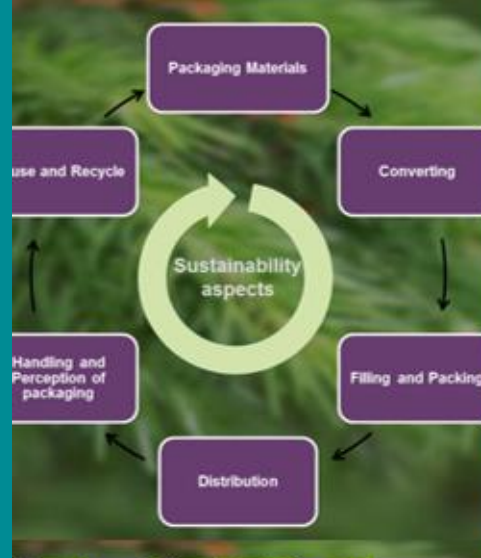 Packaging Materials
use and Recycle
Converting
Sustainability
aspects
Handling and
Perception of
packaging
Filling and Packing
Distribution